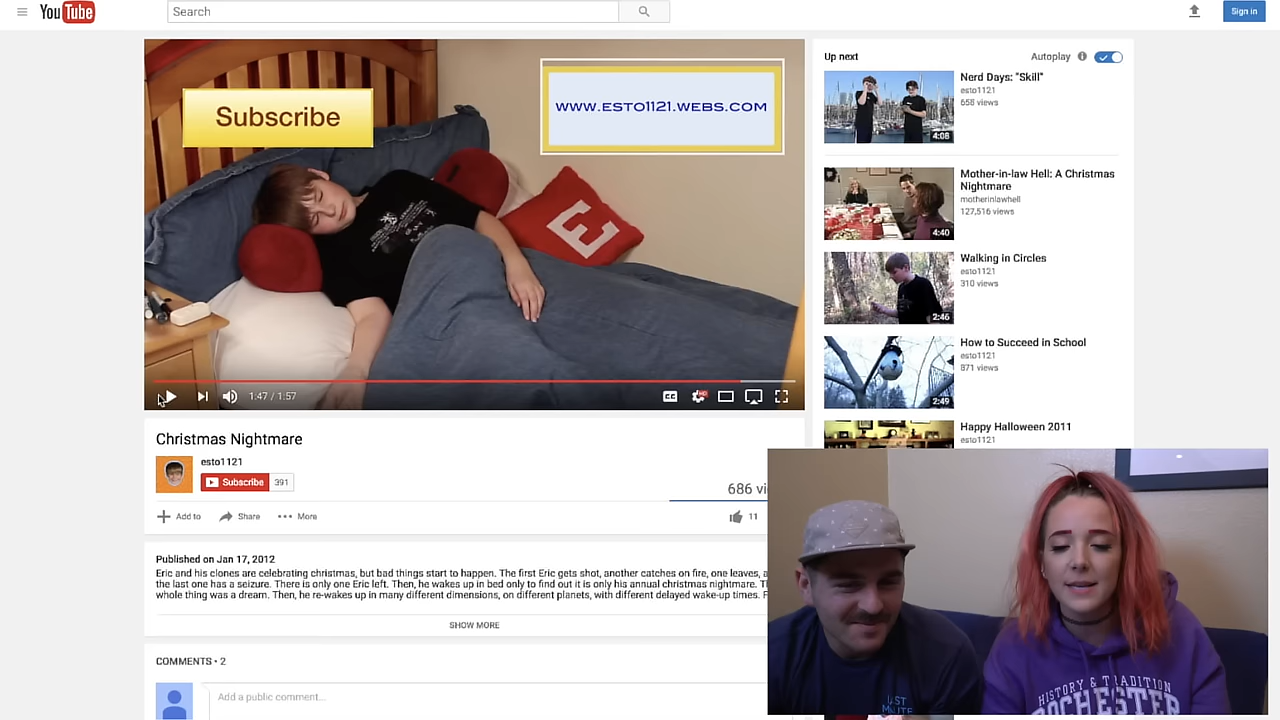 YouTube
Search
Sign in
Subscribe
WWW.ESTO1121.WEBS.COM
E
1:47 / 1:57
CC
HD
Christmas Nightmare
esto1121
Subscribe 391
686 vi
Add to Share More
11
Published on Jan 17, 2012
Eric and his clones are celebrating christmas, but bad things start to happen. The first Eric gets shot, another catches on fire, one leaves, a
the last one has a seizure. There is only one Eric left. Then, he wakes up in bed only to find out it is only his annual christmas nightmare. T
whole thing was a dream. Then, he re-wakes up in many different dimensions, on different planets, with different delayed wake-up times. F
SHOW MORE
COMMENTS • 2
Add a public comment...
Up next
Autoplay
Nerd Days: "Skill"
esto1121
658 views
4:08
Mother-in-law Hell: A Christmas
Nightmare
motherinlawhell
127,516 views
4:40
Walking in Circles
esto1121
310 views
2:46
How to Succeed in School
esto1121
871 views
2:49
Happy Halloween 2011
esto1121
LAST
MINUTE
HISTORY & TRADITION
ROCHESTER